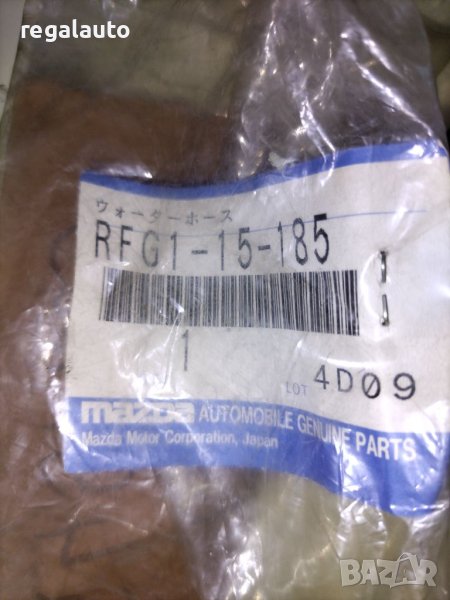 regalauto
ウォーターホース
RFG1-15-185
1
LOT 4D09
mazda AUTOMOBILE GENUINE PARTS
Mazda Motor Corporation, Japan
BAZAR